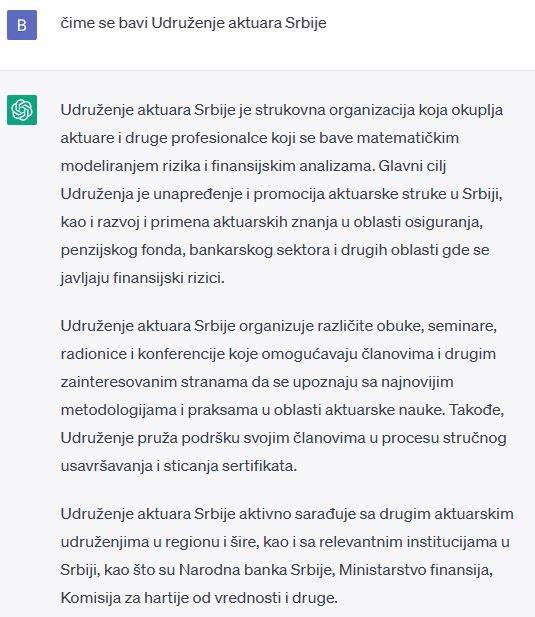 B
čime se bavi Udruženje aktuara Srbije
Udruženje aktuara Srbije je strukovna organizacija koja okuplja
aktuare i druge profesionalce koji se bave matematičkim
modeliranjem rizika i finansijskim analizama. Glavni cilj
Udruženja je unapređenje i promocija aktuarske struke u Srbiji,
kao i razvoj i primena aktuarskih znanja u oblasti osiguranja,
penzijskog fonda, bankarskog sektora i drugih oblasti gde se
javljaju finansijski rizici.
Udruženje aktuara Srbije organizuje različite obuke, seminare,
radionice i konferencije koje omogućavaju članovima i drugim
zainteresovanim stranama da se upoznaju sa najnovijim
metodologijama i praksama u oblasti aktuarske nauke. Takođe,
Udruženje pruža podršku svojim članovima u procesu stručnog
usavršavanja i sticanja sertifikata.
Udruženje aktuara Srbije aktivno sarađuje sa drugim aktuarskim
udruženjima u regionu i šire, kao i sa relevantnim institucijama u
Srbiji, kao što su Narodna banka Srbije, Ministarstvo finansija,
Komisija za hartije od vrednosti i druge.